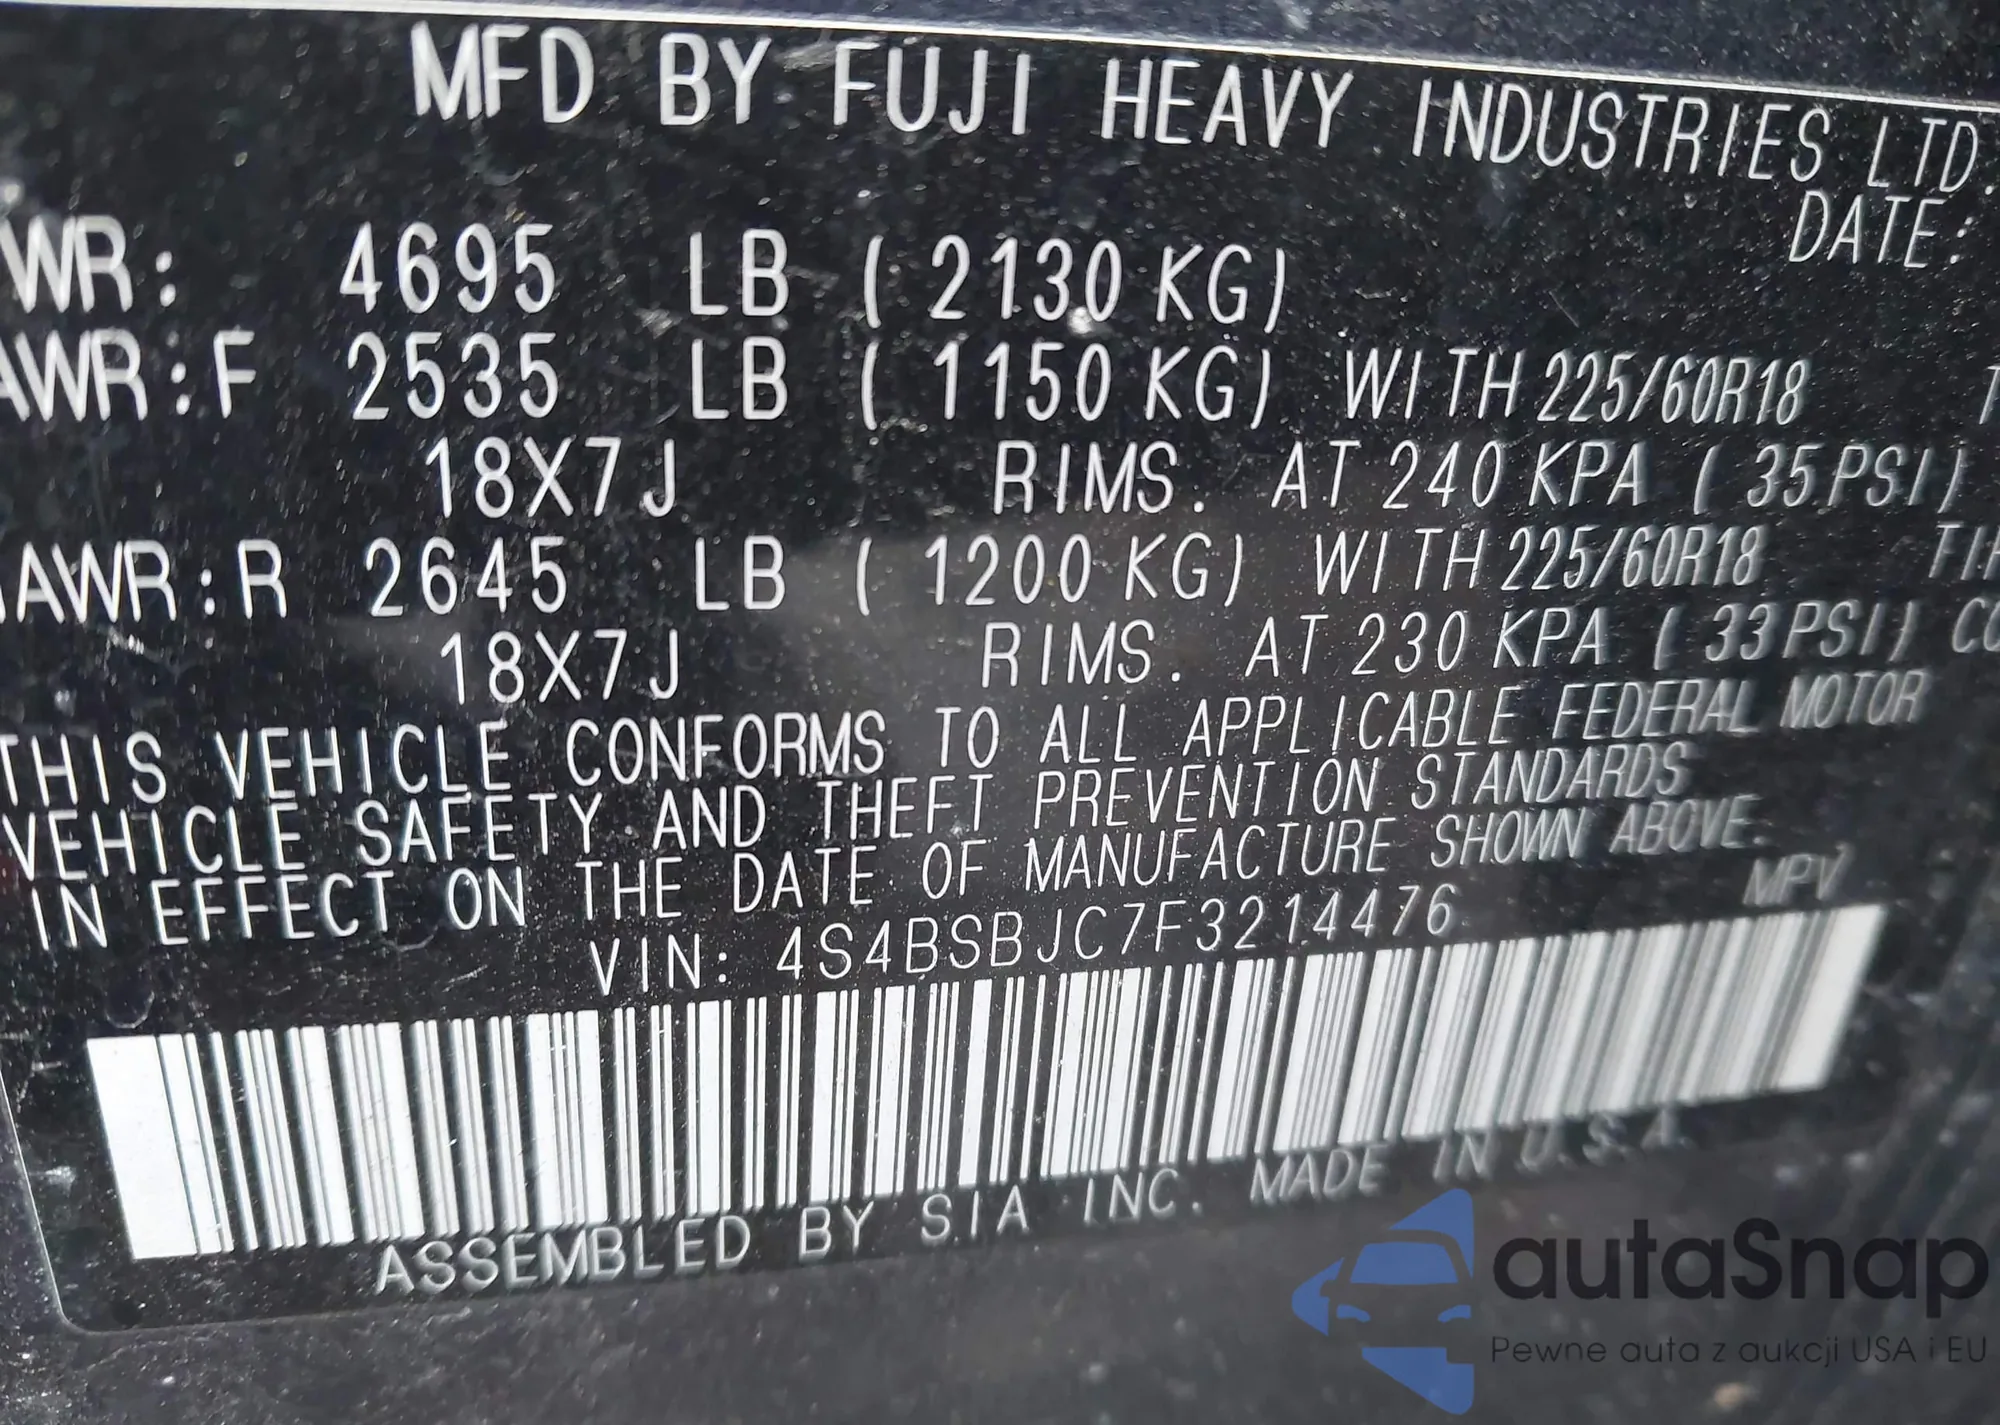 MFD BY FUJI HEAVY INDUSTRIES LTD.
DATE:
WR: 4695 LB ( 2130 KG)
AWR:F 2535 LB ( 1150 KG) WITH 225/60R18
18X7J RIMS. AT 240 KPA ( 35PSI)
AWR:R 2645 LB ( 1200 KG) WITH 225/60R18
18X7J RIMS. AT 230 KPA ( 33PSI)
THIS VEHICLE CONFORMS TO ALL APPLICABLE FEDERAL MOTOR
VEHICLE SAFETY AND THEFT PREVENTION STANDARDS
IN EFFECT ON THE DATE OF MANUFACTURE SHOWN ABOVE.
VIN: 4S4BSBJC7F3214476 MPV
ASSEMBLED BY SIA INC. MADE IN U.S.A.
autaSnap
Pewne auta z aukcji USA i EU